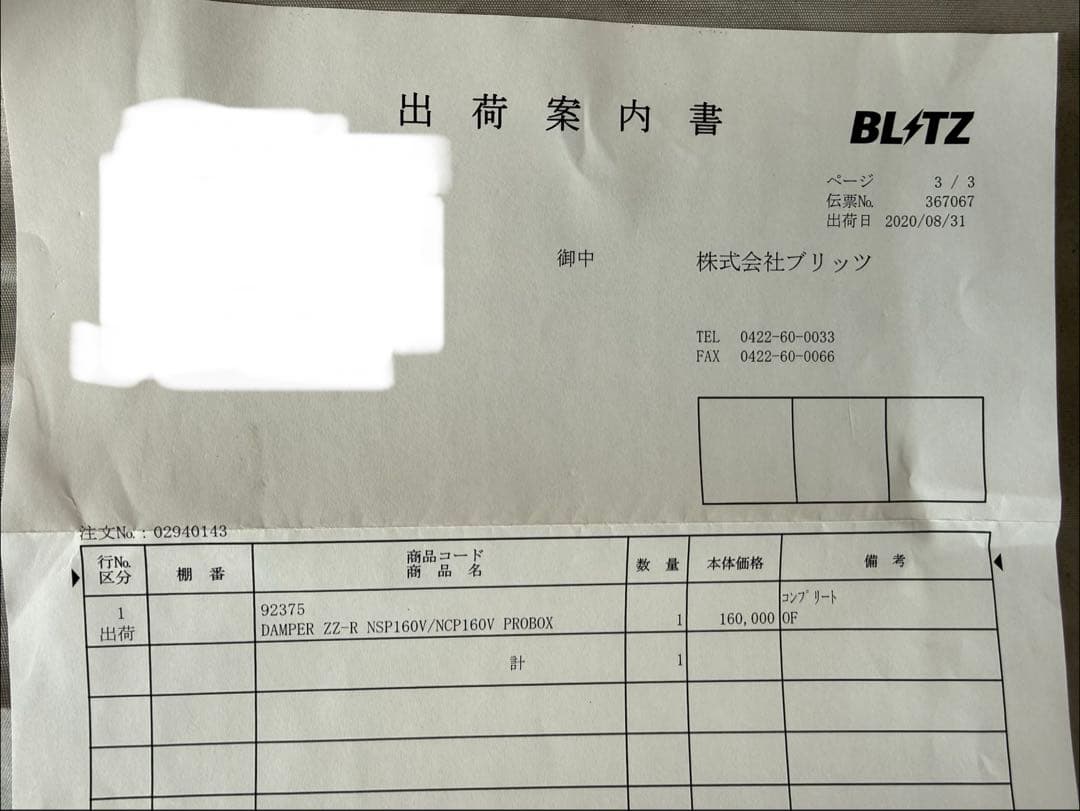 出荷案内書
BLITZ
ページ 3 / 3
伝票No. 367067
出荷日 2020/08/31
御中
株式会社ブリッツ
TEL 0422-60-0033
FAX 0422-60-0066
注文No.: 02940143
行No. 区分 棚番 商品コード 商品名 数量 本体価格 備考
1 出荷 92375 コンプリート
DAMPER ZZ-R NSP160V/NCP160V PROBOX 1 160,000 OF
計 1